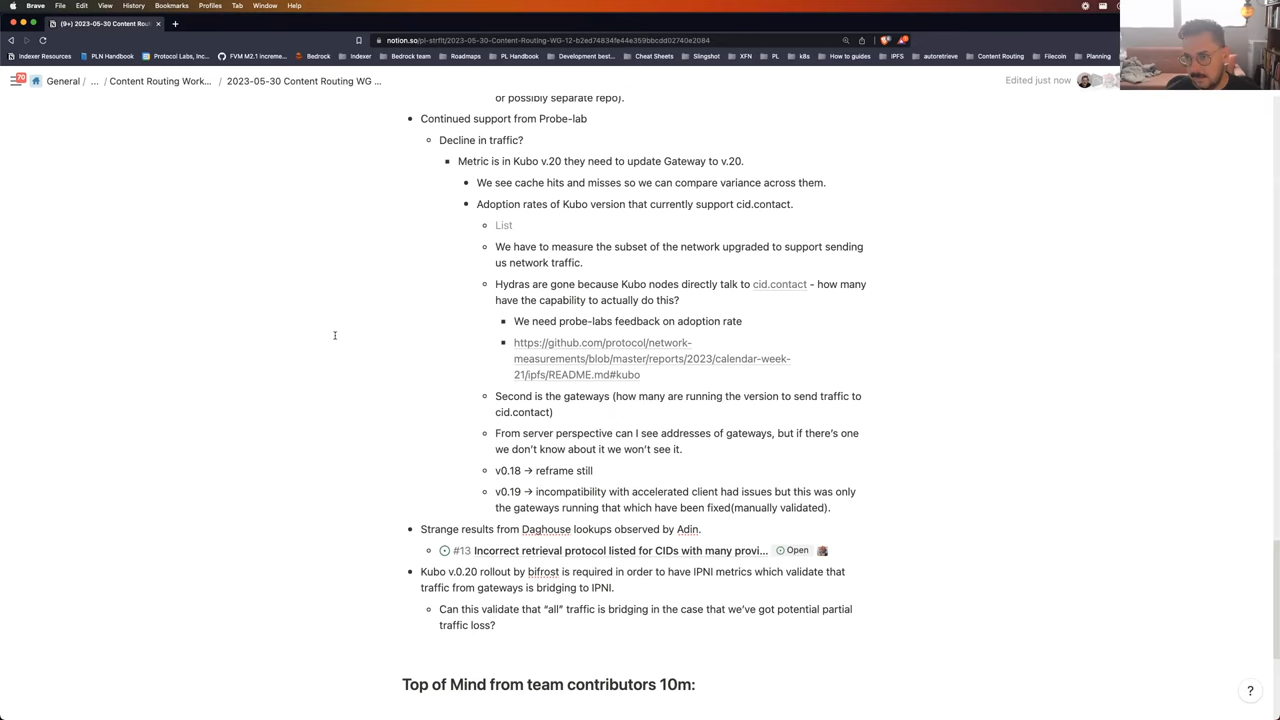 Brave File Edit View History Bookmarks Profiles Tab Window Help
(9+) 2023-05-30 Content Rou
notion.so/pl-strflt/2023-05-30-Content-Routing-WG-12-b2ed74834fe44e359bbcdd02740e2084
Indexer Resources PLN Handbook Protocol Labs, Inc... FVM M2.1 increme... Bedrock Bedrock team Roadmaps PL Handbook Development best... Cheat Sheets Slingshot XFN PL k8s How to guides IPFS autoretrieve Content Routing Filecoin Planning
70 General / ... / Content Routing Work... / 2023-05-30 Content Routing WG ... Edited just now
or possibly separate repo).
Continued support from Probe-lab
Decline in traffic?
Metric is in Kubo v.20 they need to update Gateway to v.20.
We see cache hits and misses so we can compare variance across them.
Adoption rates of Kubo version that currently support cid.contact.
List
We have to measure the subset of the network upgraded to support sending
us network traffic.
Hydras are gone because Kubo nodes directly talk to cid.contact - how many
have the capability to actually do this?
We need probe-labs feedback on adoption rate
https://github.com/protocol/network-
measurements/blob/master/reports/2023/calendar-week-
21/ipfs/README.md#kubo
Second is the gateways (how many are running the version to send traffic to
cid.contact)
From server perspective can I see addresses of gateways, but if there's one
we don't know about it we won't see it.
v0.18 → reframe still
v0.19 → incompatibility with accelerated client had issues but this was only
the gateways running that which have been fixed(manually validated).
Strange results from Daghouse lookups observed by Adin.
#13 Incorrect retrieval protocol listed for CIDs with many provi... Open
Kubo v.0.20 rollout by bifrost is required in order to have IPNI metrics which validate that
traffic from gateways is bridging to IPNI.
Can this validate that "all" traffic is bridging in the case that we've got potential partial
traffic loss?
Top of Mind from team contributors 10m:
?